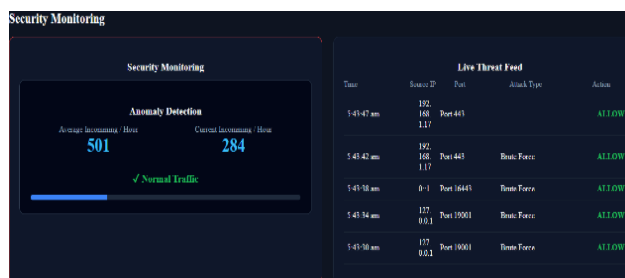 Security Monitoring
Security Monitoring
Anomaly Detection
Average Incomming / Hour
501
Current Incomming / Hour
284
✓ Normal Traffic
Live Threat Feed
Time Source IP Port Attack Type Action
5:43:47 am 192.168.1.17 Port 443 ALLOW
5:43:42 am 192.168.1.17 Port 443 Brute Force ALLOW
5:43:38 am Port 16443 Brute Force ALLOW
5:43:34 am 127.0.0.1 Port 19001 Brute Force ALLOW
5:43:30 am 127.0.0.1 Port 19001 Brute Force ALLOW